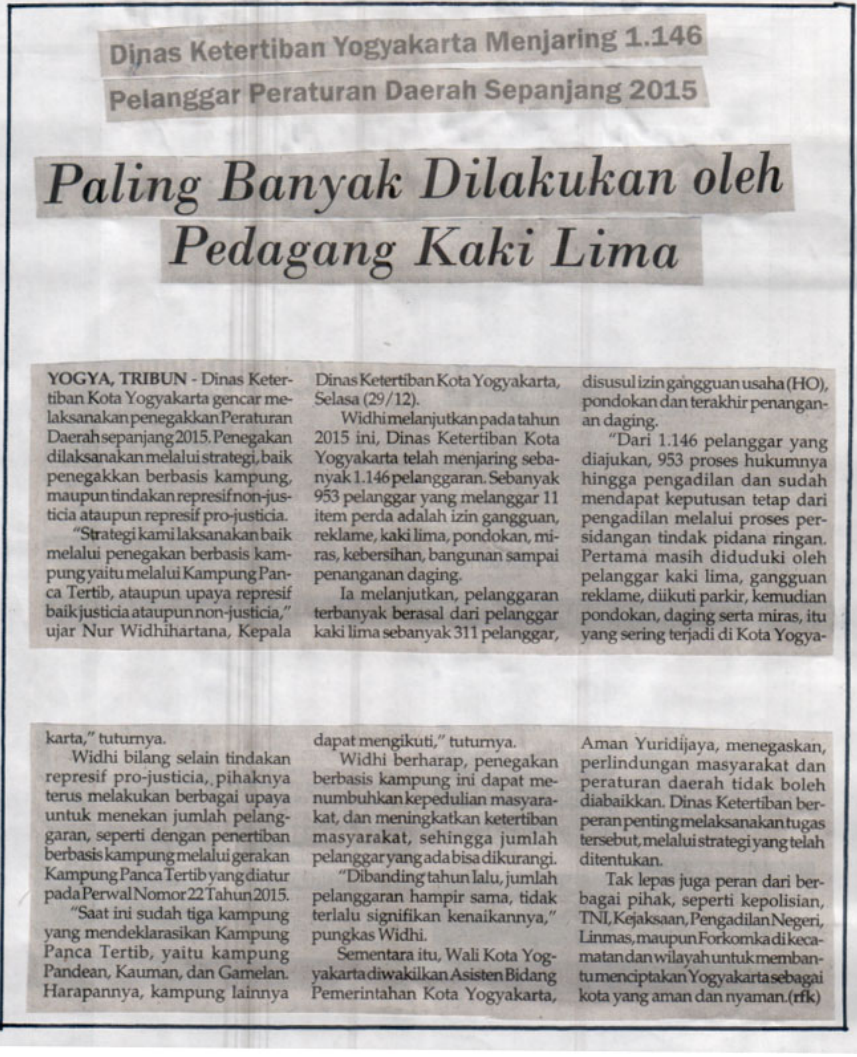 Dinas Ketertiban Yogyakarta Menjaring 1.146
Pelanggar Peraturan Daerah Sepanjang 2015
Paling Banyak Dilakukan oleh
Pedagang Kaki Lima
YOGYA, TRIBUN - Dinas Keter-
tiban Kota Yogyakarta gencar me-
laksanakan penegakkan Peraturan
Daerah sepanjang 2015. Penegakan
dilaksanakan melalui strategi, baik
penegakkan berbasis kampung,
maupun tindakan represif non-jus-
ticia ataupun represif pro-justicia.
"Strategi kami laksanakan baik
melalui penegakan berbasis kam-
pung yaitu melalui Kampung Pan-
ca Tertib, ataupun upaya represif
baik justicia ataupun non-justicia,"
ujar Nur Widhihartana, Kepala
Dinas Ketertiban Kota Yogyakarta,
Selasa (29/12).
Widhi melanjutkan pada tahun
2015 ini, Dinas Ketertiban Kota
Yogyakarta telah menjaring seba-
nyak 1.146 pelanggaran. Sebanyak
953 pelanggar yang melanggar 11
item perda adalah izin gangguan,
reklame, kaki lima, pondokan, mi-
ras, kebersihan, bangunan sampai
penanganan daging.
Ia melanjutkan, pelanggaran
terbanyak berasal dari pelanggar
kaki lima sebanyak 311 pelanggar,
disusul izin gangguan usaha (HO),
pondokan dan terakhir penangan-
an daging.
"Dari 1.146 pelanggar yang
diajukan, 953 proses hukumnya
hingga pengadilan dan sudah
mendapat keputusan tetap dari
pengadilan melalui proses per-
sidangan tindak pidana ringan.
Pertama masih diduduki oleh
pelanggar kaki lima, gangguan
reklame, diikuti parkir, kemudian
pondokan, daging serta miras, itu
yang sering terjadi di Kota Yogya-
karta," tuturnya.
Widhi bilang selain tindakan
represif pro-justicia, pihaknya
terus melakukan berbagai upaya
untuk menekan jumlah pelang-
garan, seperti dengan penertiban
berbasis kampung melalui gerakan
Kampung Panca Tertib yang diatur
pada Perwal Nomor 22 Tahun 2015.
"Saat ini sudah tiga kampung
yang mendeklarasikan Kampung
Panca Tertib, yaitu kampung
Pandean, Kauman, dan Gamelan.
Harapannya, kampung lainnya
dapat mengikuti," tuturnya.
Widhi berharap, penegakan
berbasis kampung ini dapat me-
numbuhkan kepedulian masyara-
kat, dan meningkatkan ketertiban
masyarakat, sehingga jumlah
pelanggar yang ada bisa dikurangi.
"Dibanding tahun lalu, jumlah
pelanggaran hampir sama, tidak
terlalu signifikan kenaikannya,"
pungkas Widhi.
Sementara itu, Wali Kota Yog-
yakarta diwakilkan Asisten Bidang
Pemerintahan Kota Yogyakarta,
Aman Yuridijaya, menegaskan,
perlindungan masyarakat dan
peraturan daerah tidak boleh
diabaikkan. Dinas Ketertiban ber-
peran penting melaksanakan tugas
tersebut, melalui strategi yang telah
ditentukan.
Tak lepas juga peran dari ber-
bagai pihak, seperti kepolisian,
TNI, Kejaksaan, Pengadilan Negeri,
Linmas, maupun Forkomka di keca-
matan dan wilayah untuk memban-
tu menciptakan Yogyakarta sebagai
kota yang aman dan nyaman.(rfk)